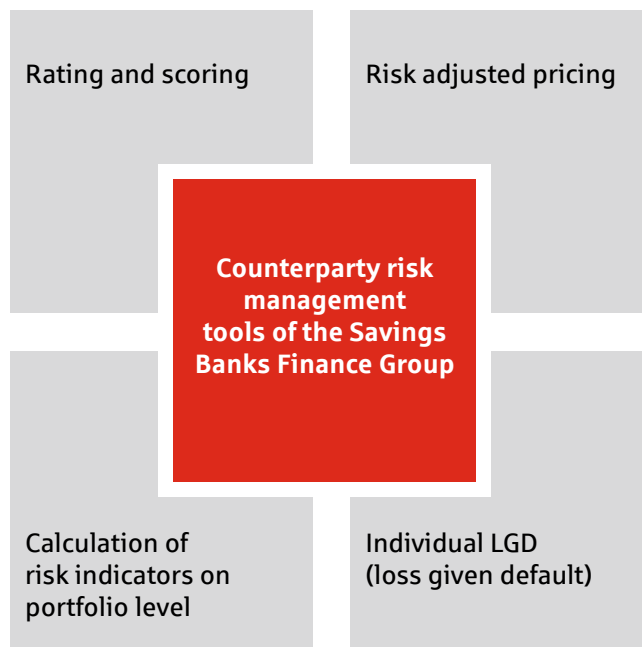 Rating and scoring
Risk adjusted pricing
Counterparty risk
management
tools of the Savings
Banks Finance Group
Calculation of
risk indicators on
portfolio level
Individual LGD
(loss given default)